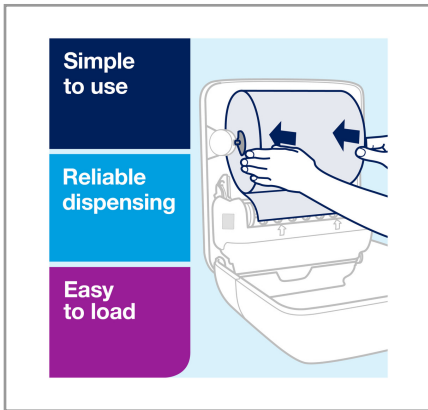 Simple
to use
Reliable
dispensing
Easy
to load